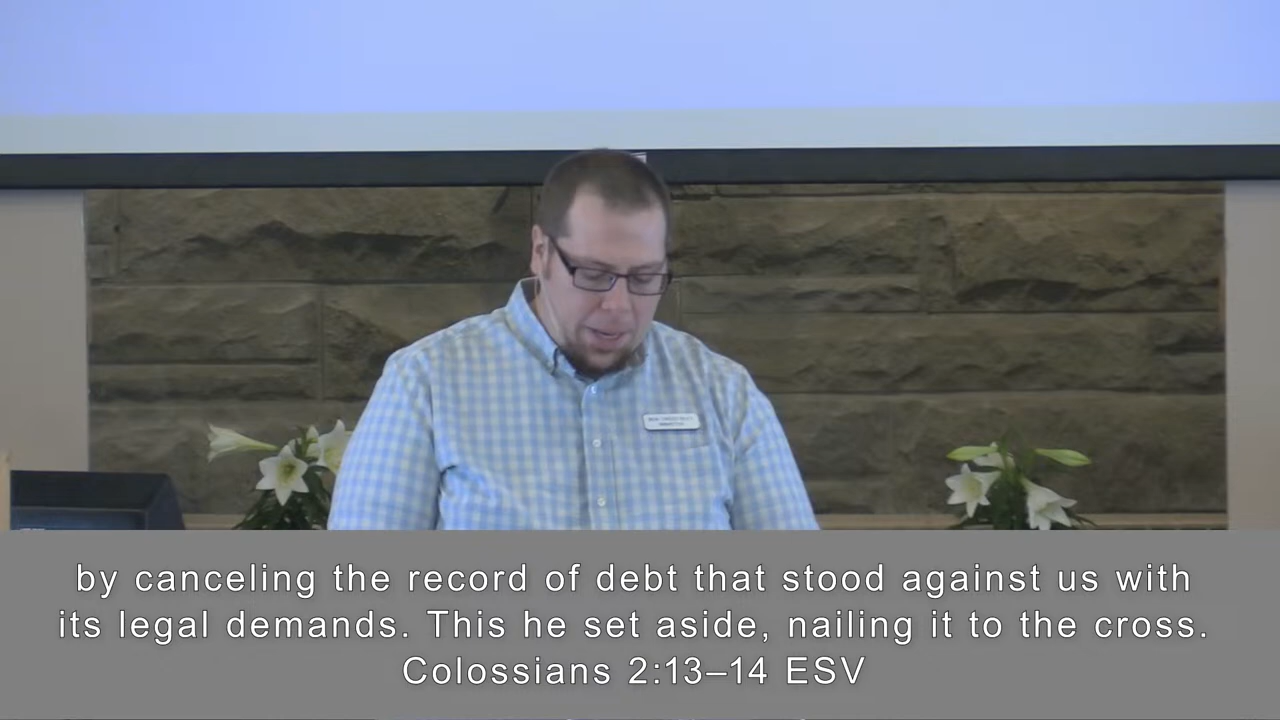 by canceling the record of debt that stood against us with
its legal demands. This he set aside, nailing it to the cross.
Colossians 2:13–14 ESV